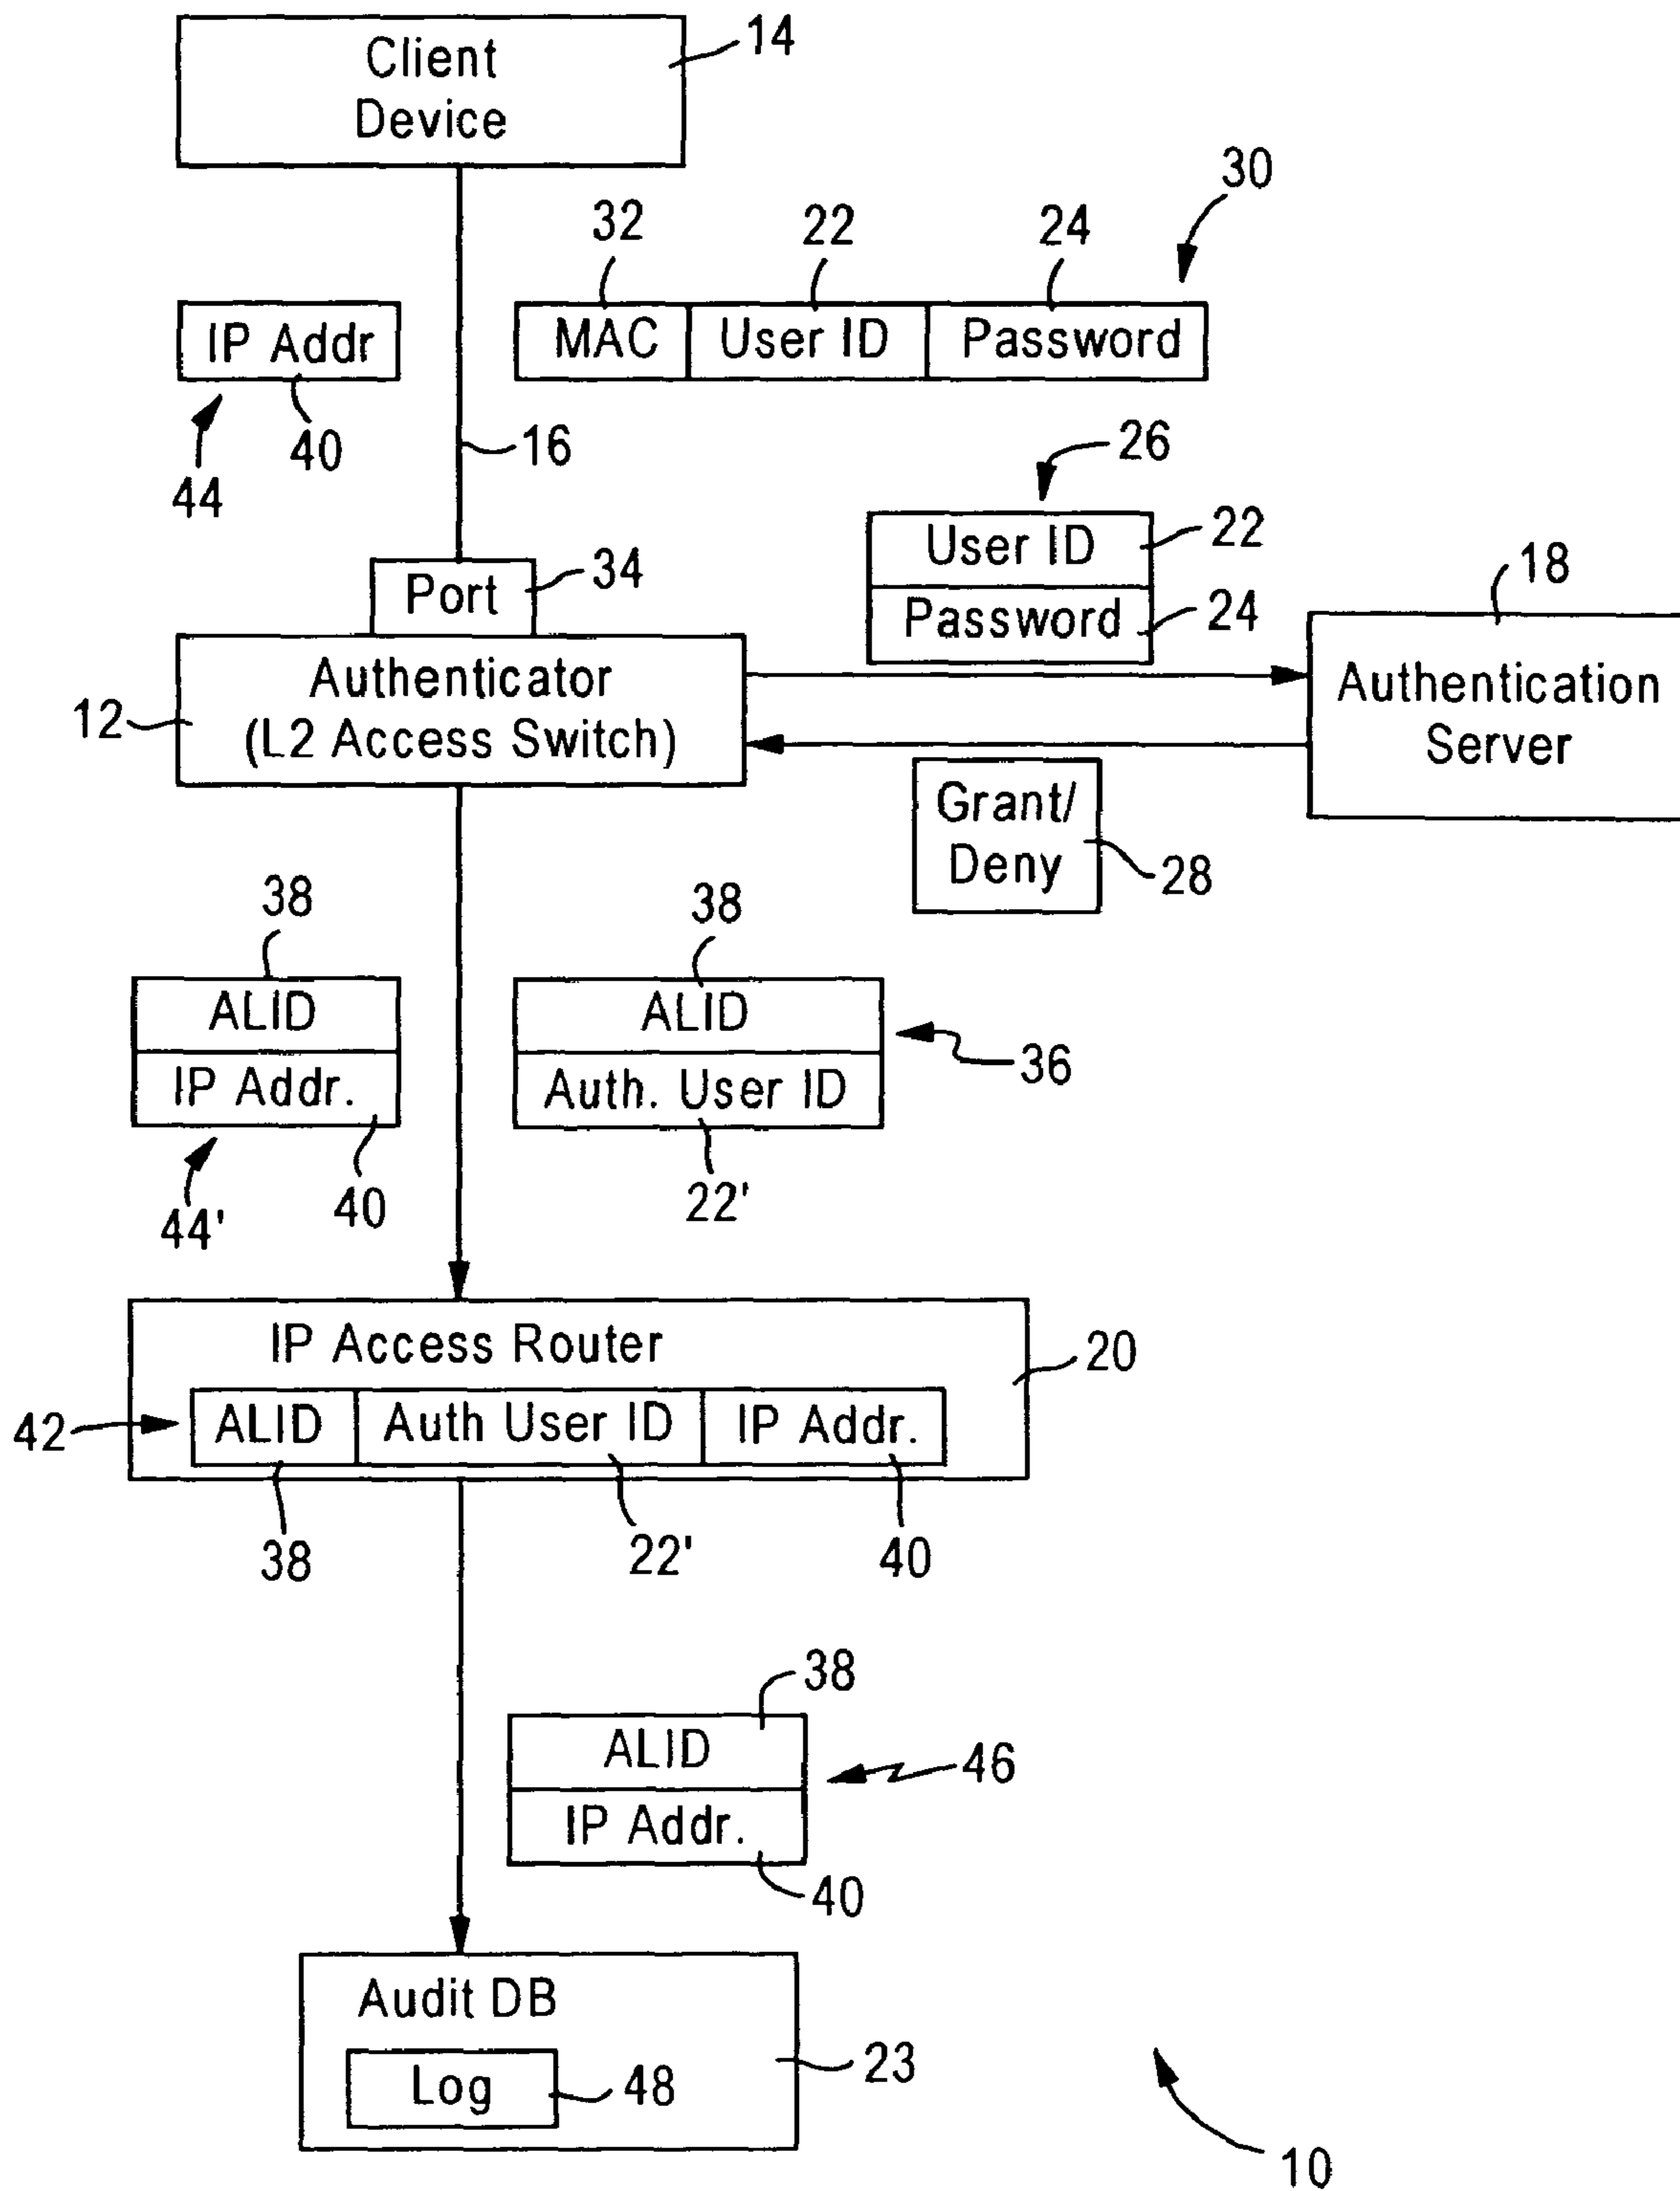 Client
Device
14
30
32
22
24
IP Addr
MAC
User ID
Password
40
44
16
26
User ID
22
Password
24
18
Port
34
Authenticator
(L2 Access Switch)
12
Authentication
Server
Grant/
Deny
28
38
38
ALID
IP Addr.
ALID
Auth. User ID
36
40
44'
22'
IP Access Router
20
42
ALID
Auth User ID
IP Addr.
38
22'
40
38
ALID
IP Addr.
46
40
Audit DB
23
Log
48
10